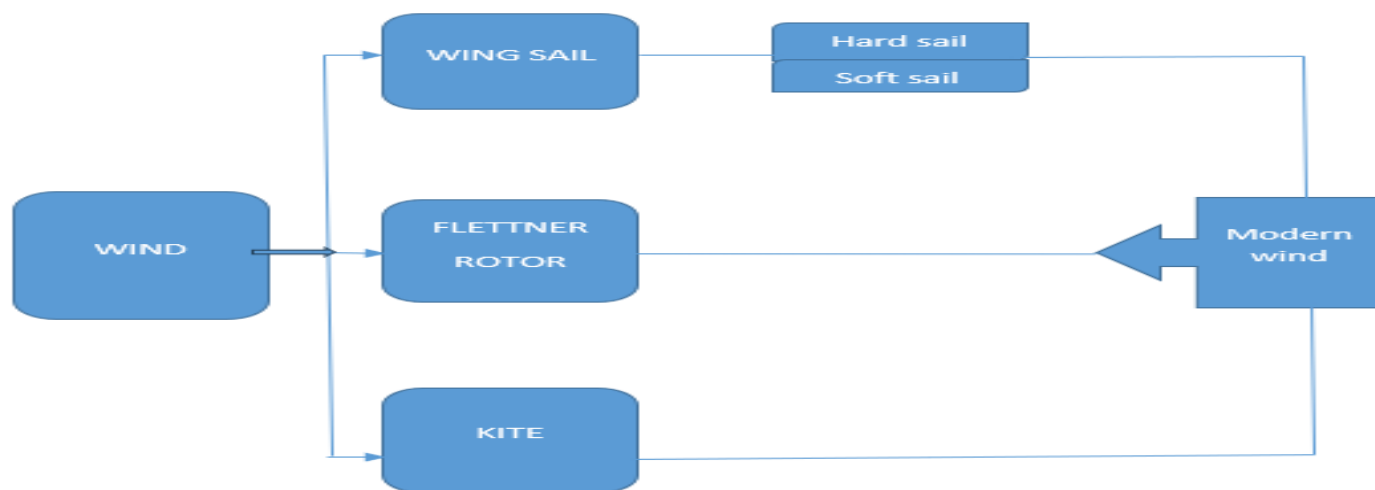 WING SAIL
Hard sail
Soft sail
WIND
FLETTNER
ROTOR
Modern
wind
KITE